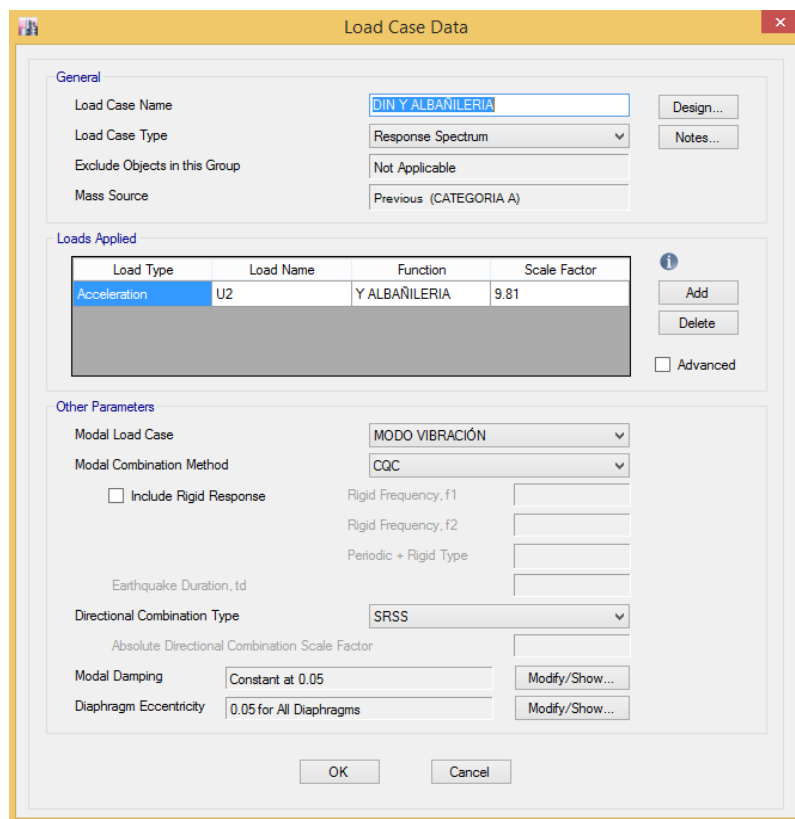 Load Case Data
General
Load Case Name DIN Y ALBAÑILERIA Design...
Load Case Type Response Spectrum Notes...
Exclude Objects in this Group Not Applicable
Mass Source Previous (CATEGORIA A)
Loads Applied
Load Type Load Name Function Scale Factor
Acceleration U2 Y ALBAÑILERIA 9.81 Add
Delete
Advanced
Other Parameters
Modal Load Case MODO VIBRACIÓN
Modal Combination Method CQC
Include Rigid Response Rigid Frequency, f1
Rigid Frequency, f2
Periodic + Rigid Type
Earthquake Duration, td
Directional Combination Type SRSS
Absolute Directional Combination Scale Factor
Modal Damping Constant at 0.05 Modify/Show...
Diaphragm Eccentricity 0.05 for All Diaphragms Modify/Show...
OK Cancel